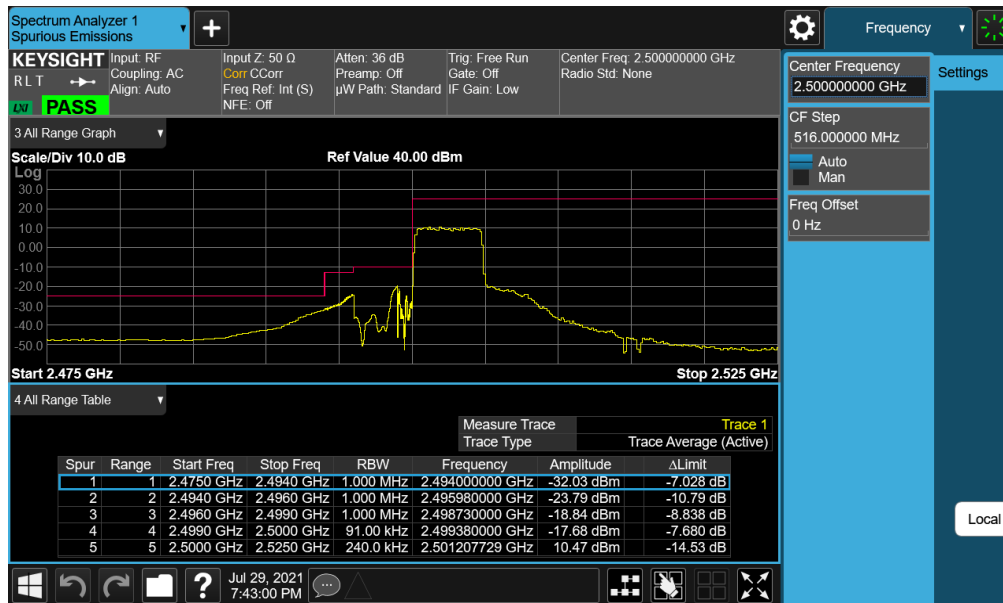 Spectrum Analyzer 1
Spurious Emissions
+
Frequency
KEYSIGHT
R L T
LXI
PASS
Input: RF
Coupling: AC
Align: Auto
Input Z: 50 Ω
Corr CCorr
Freq Ref: Int (S)
NFE: Off
Atten: 36 dB
Preamp: Off
µW Path: Standard
Trig: Free Run
Gate: Off
IF Gain: Low
Center Freq: 2.500000000 GHz
Radio Std: None
Center Frequency
2.500000000 GHz
Settings
CF Step
516.000000 MHz
Auto
Man
Freq Offset
0 Hz
3 All Range Graph
Scale/Div 10.0 dB
Ref Value 40.00 dBm
Log
30.0
20.0
10.0
0.00
-10.0
-20.0
-30.0
-40.0
-50.0
Start 2.475 GHz
Stop 2.525 GHz
4 All Range Table
Measure Trace Trace 1
Trace Type Trace Average (Active)
Spur Range Start Freq Stop Freq RBW Frequency Amplitude ΔLimit
1 1 2.4750 GHz 2.4940 GHz 1.000 MHz 2.494000000 GHz -32.03 dBm -7.028 dB
2 2 2.4940 GHz 2.4960 GHz 1.000 MHz 2.495980000 GHz -23.79 dBm -10.79 dB
3 3 2.4960 GHz 2.4990 GHz 1.000 MHz 2.498730000 GHz -18.84 dBm -8.838 dB
4 4 2.4990 GHz 2.5000 GHz 91.00 kHz 2.499380000 GHz -17.68 dBm -7.680 dB
5 5 2.5000 GHz 2.5250 GHz 240.0 kHz 2.501207729 GHz 10.47 dBm -14.53 dB
Local
?
Jul 29, 2021
7:43:00 PM